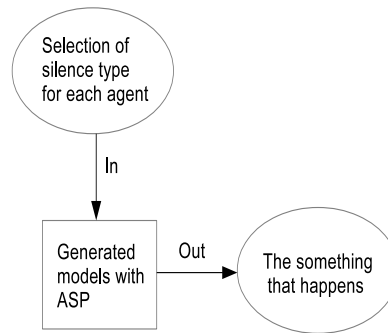 Selection of
silence type
for each agent
In
Generated
models with
ASP
Out
The something
that happens